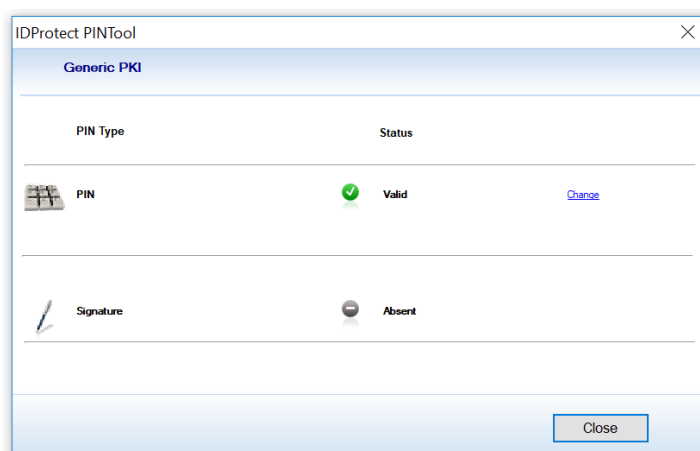 IDProtect PINTool
Generic PKI
PIN Type Status
PIN Valid Change
Signature Absent
Close